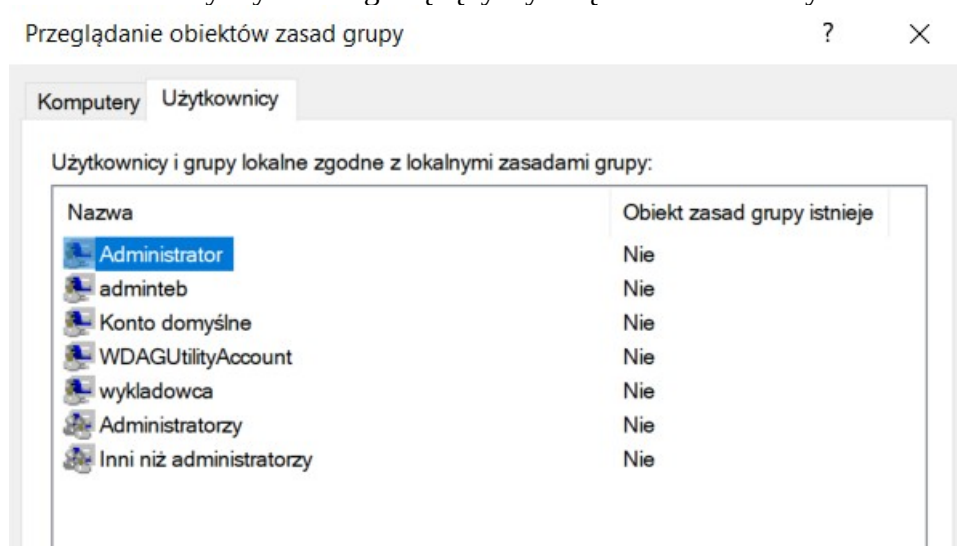 Przeglądanie obiektów zasad grupy ? ×
Komputery Użytkownicy
Użytkownicy i grupy lokalne zgodne z lokalnymi zasadami grupy:
Nazwa Obiekt zasad grupy istnieje
Administrator Nie
adminteb Nie
Konto domyślne Nie
WDAGUtilityAccount Nie
wykladowca Nie
Administratorzy Nie
Inni niż administratorzy Nie